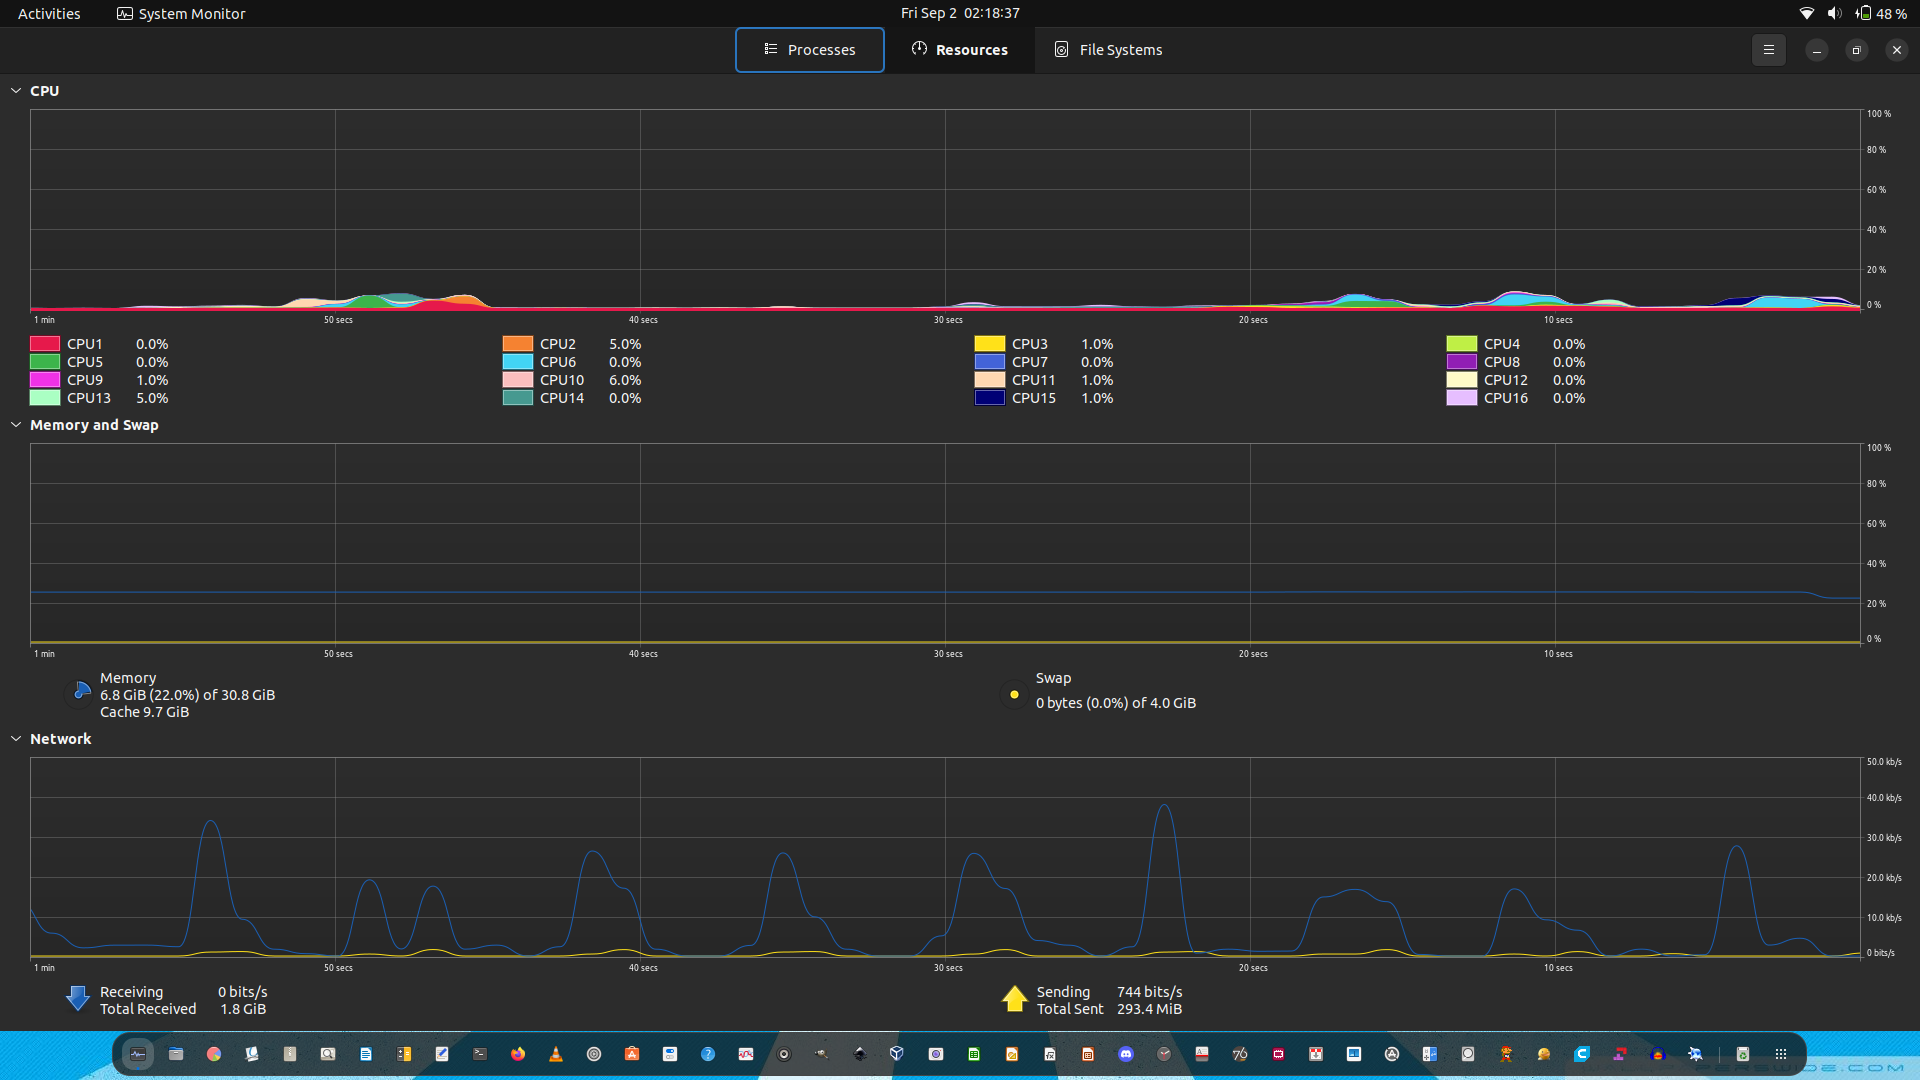 Activities System Monitor Fri Sep 2 02:18:37 48 %
Processes Resources File Systems
CPU
100 %
80 %
60 %
40 %
20 %
0 %
1 min 50 secs 40 secs 30 secs 20 secs 10 secs
CPU1 0.0% CPU2 5.0% CPU3 1.0% CPU4 0.0%
CPU5 0.0% CPU6 0.0% CPU7 0.0% CPU8 0.0%
CPU9 1.0% CPU10 6.0% CPU11 1.0% CPU12 0.0%
CPU13 5.0% CPU14 0.0% CPU15 1.0% CPU16 0.0%
Memory and Swap
100 %
80 %
60 %
40 %
20 %
0 %
1 min 50 secs 40 secs 30 secs 20 secs 10 secs
Memory Swap
6.8 GiB (22.0%) of 30.8 GiB 0 bytes (0.0%) of 4.0 GiB
Cache 9.7 GiB
Network
50.0 kb/s
40.0 kb/s
30.0 kb/s
20.0 kb/s
10.0 kb/s
0 bits/s
1 min 50 secs 40 secs 30 secs 20 secs 10 secs
Receiving 0 bits/s Sending 744 bits/s
Total Received 1.8 GiB Total Sent 293.4 MiB